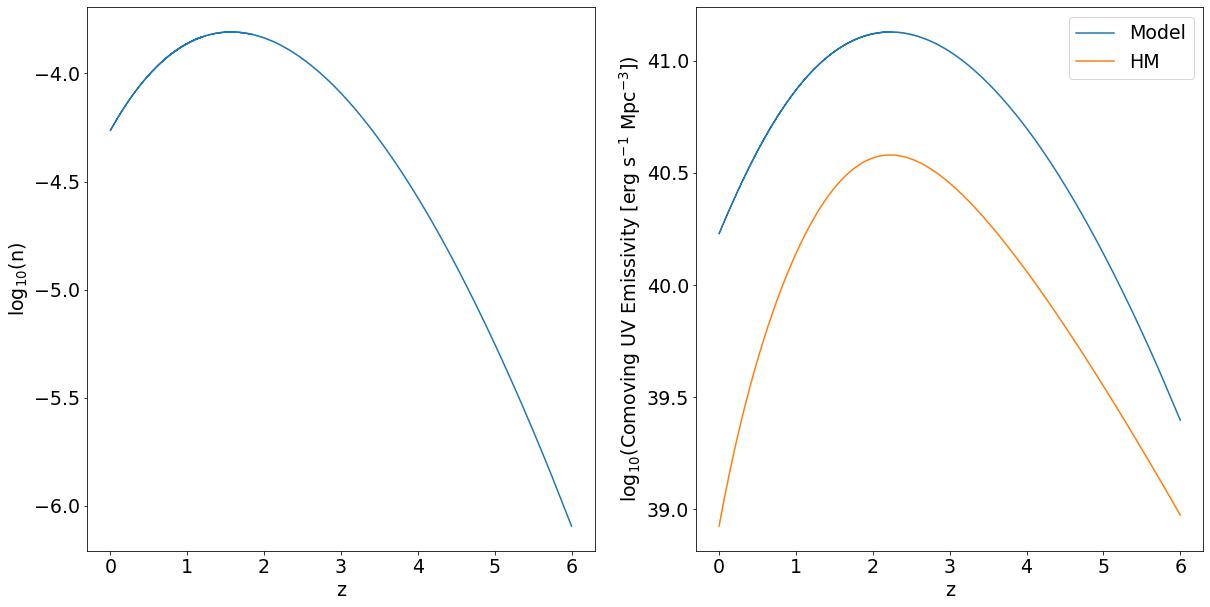 log₁₀(n)
−4.0
−4.5
−5.0
−5.5
−6.0
0 1 2 3 4 5 6
z
log₁₀(Comoving UV Emissivity [erg s⁻¹ Mpc⁻³])
41.0
40.5
40.0
39.5
39.0
0 1 2 3 4 5 6
z
Model
HM